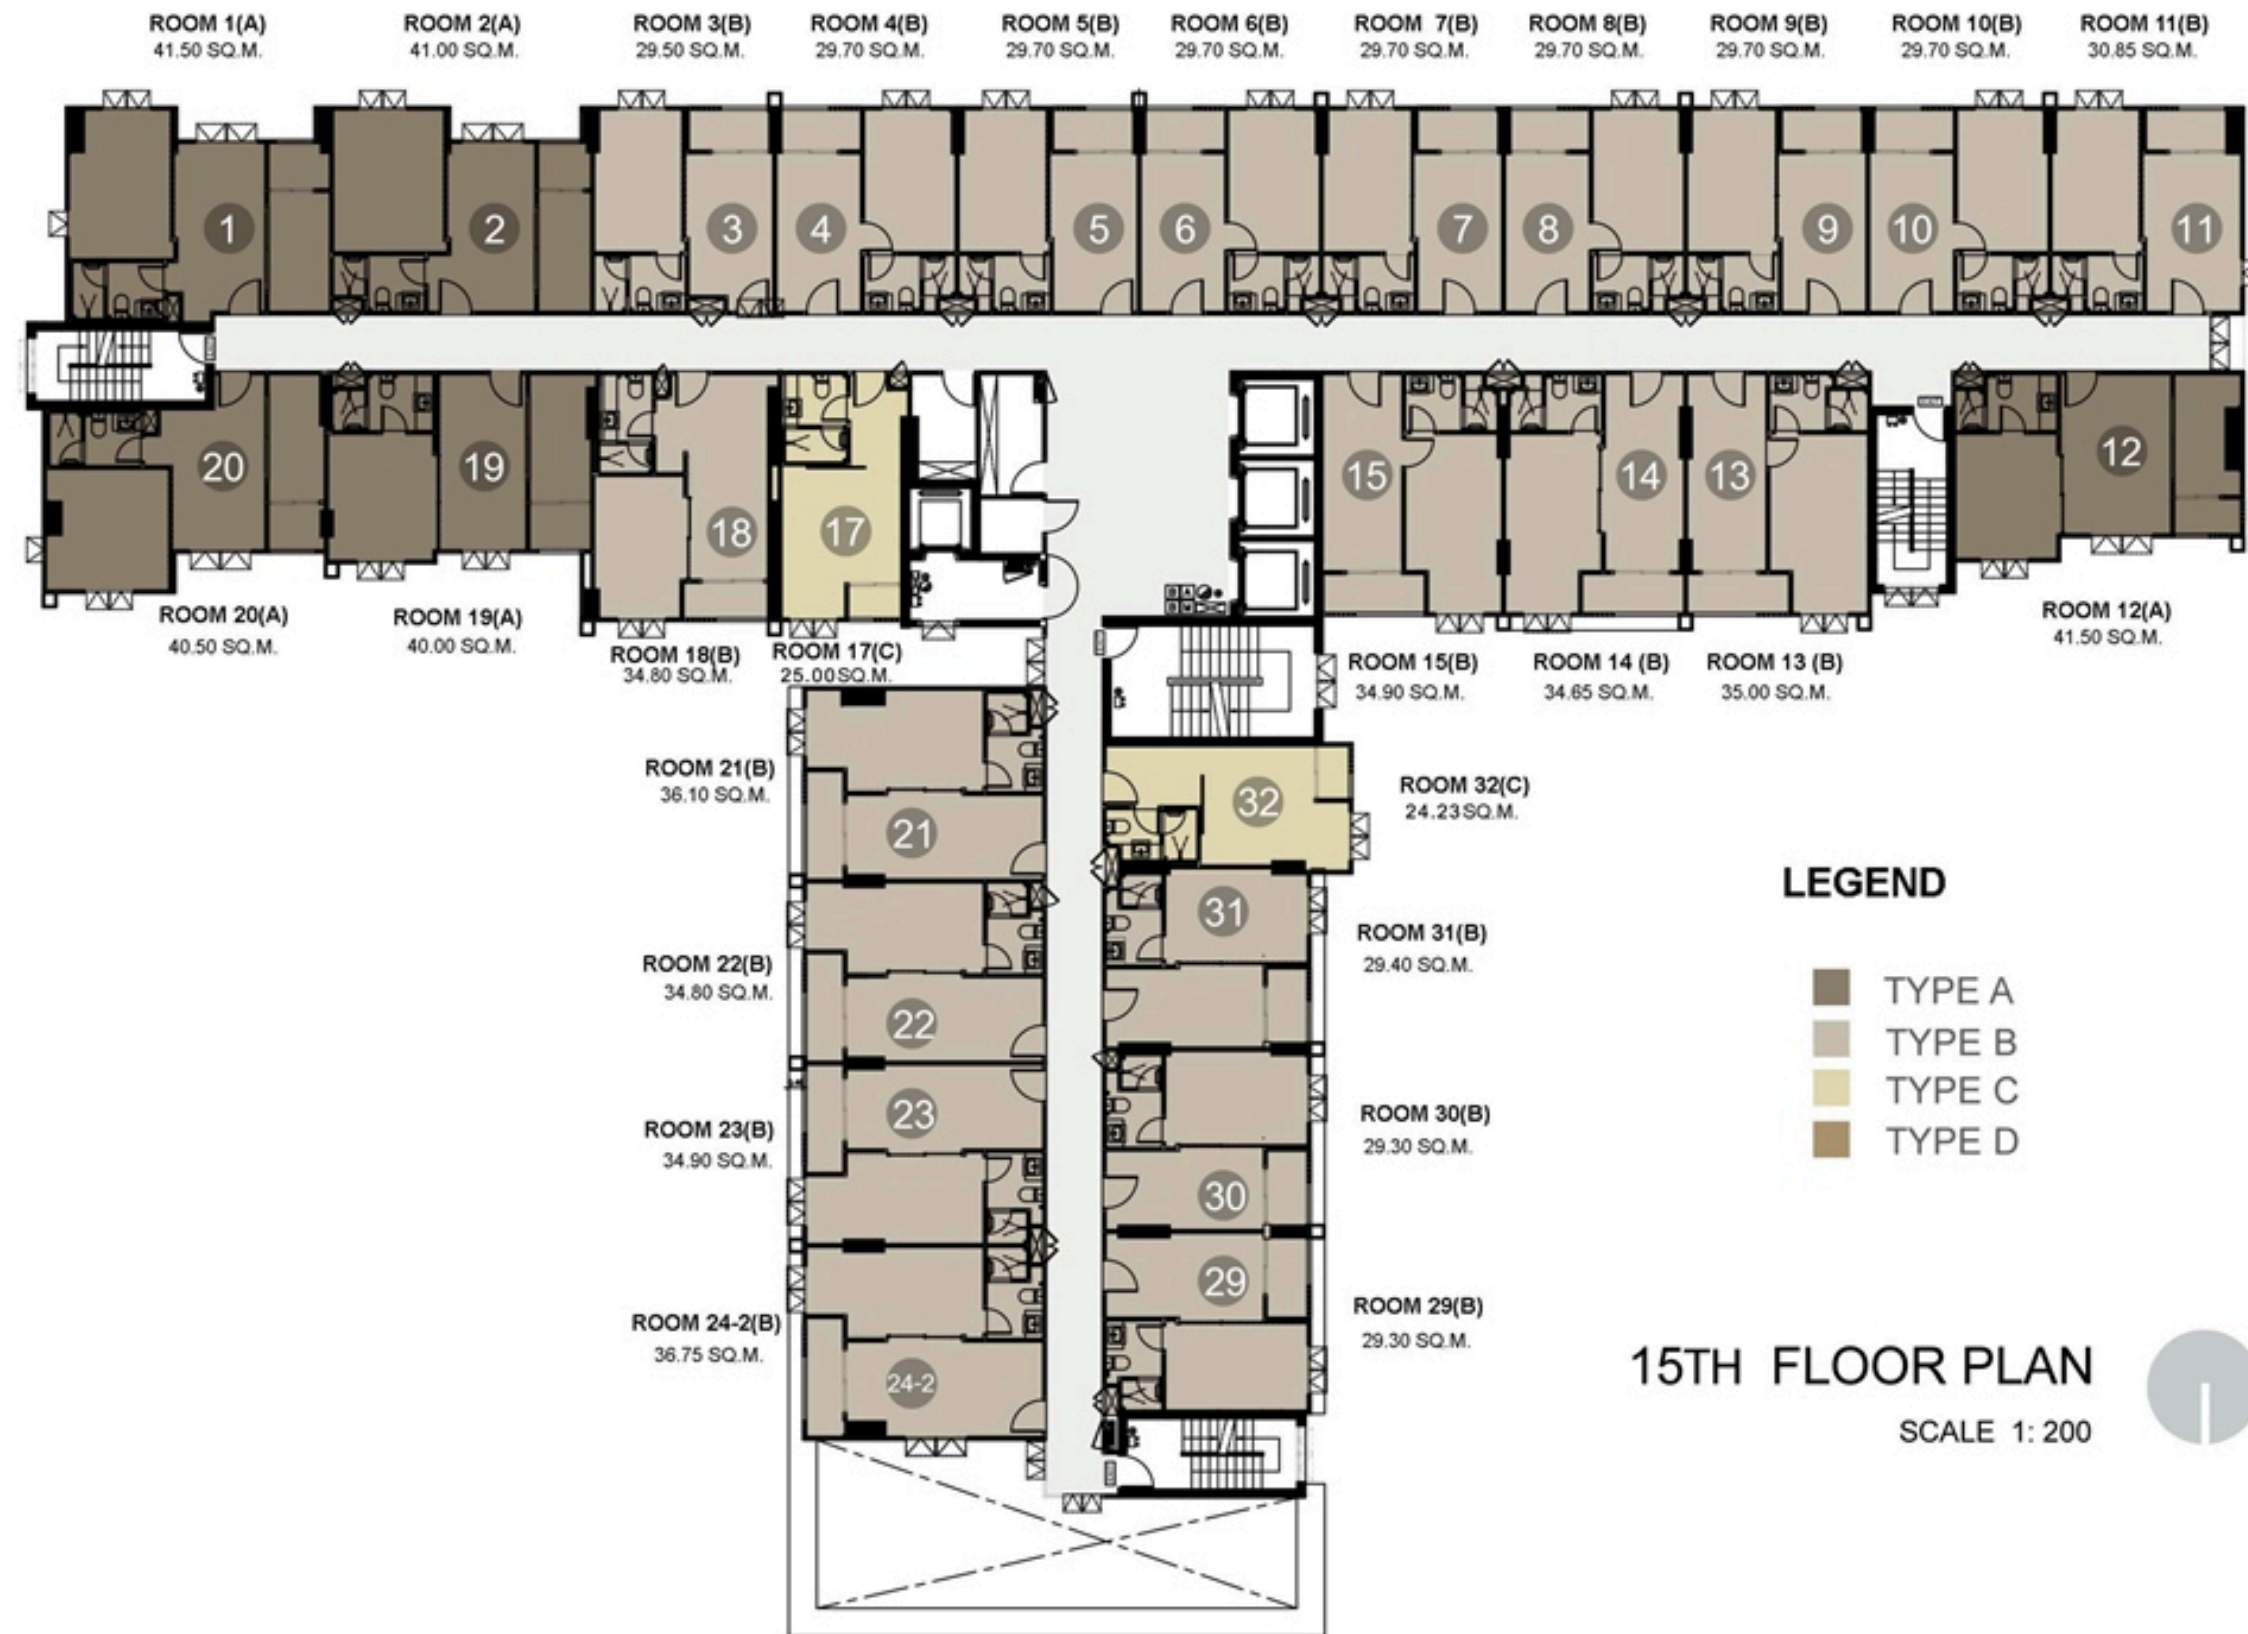 ROOM 1(A)
41.50 SQ.M.
ROOM 2(A)
41.00 SQ.M.
ROOM 3(B)
29.50 SQ.M.
ROOM 4(B)
29.70 SQ.M.
ROOM 5(B)
29.70 SQ.M.
ROOM 6(B)
29.70 SQ.M.
ROOM 7(B)
29.70 SQ.M.
ROOM 8(B)
29.70 SQ.M.
ROOM 9(B)
29.70 SQ.M.
ROOM 10(B)
29.70 SQ.M.
ROOM 11(B)
30.85 SQ.M.
1
2
3
4
5
6
7
8
9
10
11
20
19
18
17
15
14
13
12
ROOM 20(A)
40.50 SQ.M.
ROOM 19(A)
40.00 SQ.M.
ROOM 18(B)
34.80 SQ.M.
ROOM 17(C)
25.00SQ.M.
ROOM 15(B)
34.90 SQ.M.
ROOM 14 (B)
34.65 SQ.M.
ROOM 13 (B)
35.00 SQ.M.
ROOM 12(A)
41.50 SQ.M.
ROOM 21(B)
36.10 SQ.M.
21
32
ROOM 32(C)
24.23SQ.M.
ROOM 22(B)
34.80 SQ.M.
22
31
ROOM 31(B)
29.40 SQ.M.
ROOM 23(B)
34.90 SQ.M.
23
30
ROOM 30(B)
29.30 SQ.M.
ROOM 24-2(B)
36.75 SQ.M.
24-2
29
ROOM 29(B)
29.30 SQ.M.
LEGEND
TYPE A
TYPE B
TYPE C
TYPE D
15TH FLOOR PLAN
SCALE 1: 200